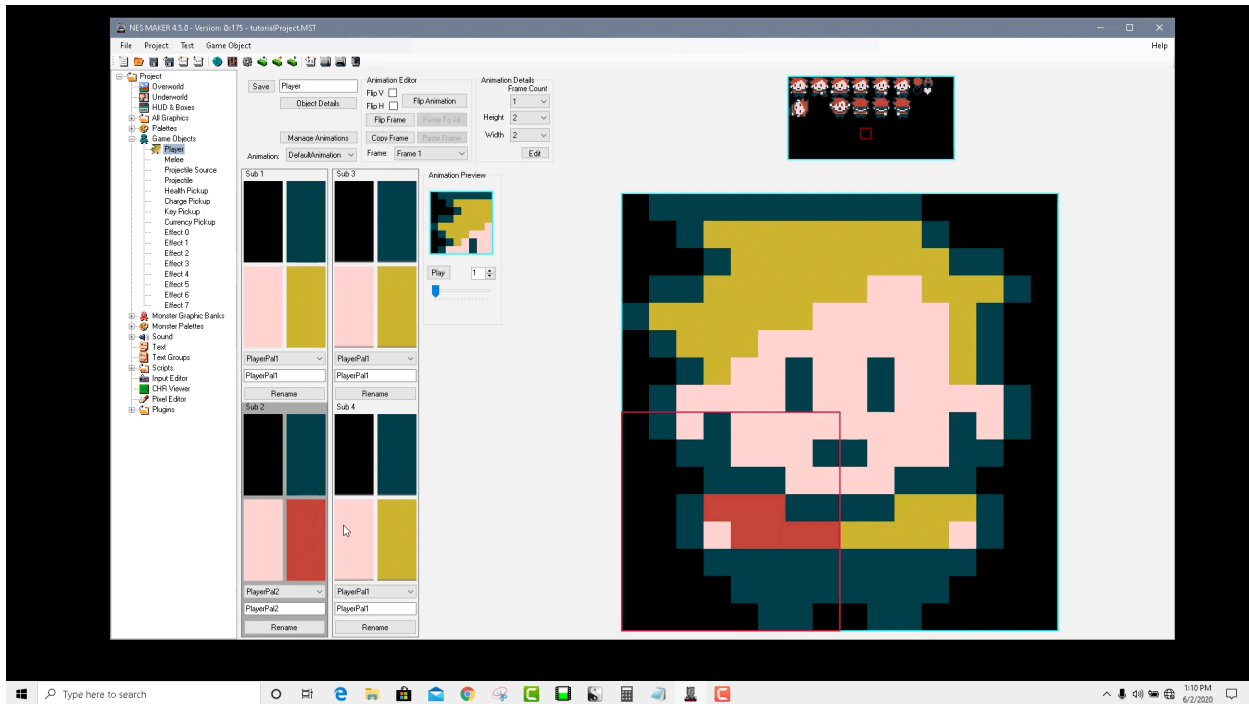 NES MAKER 4.5.0 - Version: 0x175 - tutorialProject.MST
File Project Test Game Object Help
Project
Overworld
Underworld
HUD & Boxes
All Graphics
Palettes
Game Objects
Player
Melee
Projectile Source
Projectile
Health Pickup
Charge Pickup
Key Pickup
Currency Pickup
Effect 0
Effect 1
Effect 2
Effect 3
Effect 4
Effect 5
Effect 6
Effect 7
Monster Graphic Banks
Monster Palettes
Sound
Text
Text Groups
Scripts
Input Editor
CHR Viewer
Pixel Editor
Plugins
Save Player
Object Details
Manage Animations
Animation: DefaultAnimation
Animation Editor
Flip V
Flip H Flip Animation
Flip Frame Paste To All
Copy Frame Paste Frame
Frame: Frame 1
Animation Details
Frame Count
1
Height 2
Width 2
Edit
Sub 1
PlayerPal1
PlayerPal1
Rename
Sub 3
PlayerPal1
PlayerPal1
Rename
Sub 2
PlayerPal2
PlayerPal2
Rename
Sub 4
PlayerPal1
PlayerPal1
Rename
Animation Preview
Play 1
Type here to search
1:10 PM
6/2/2020